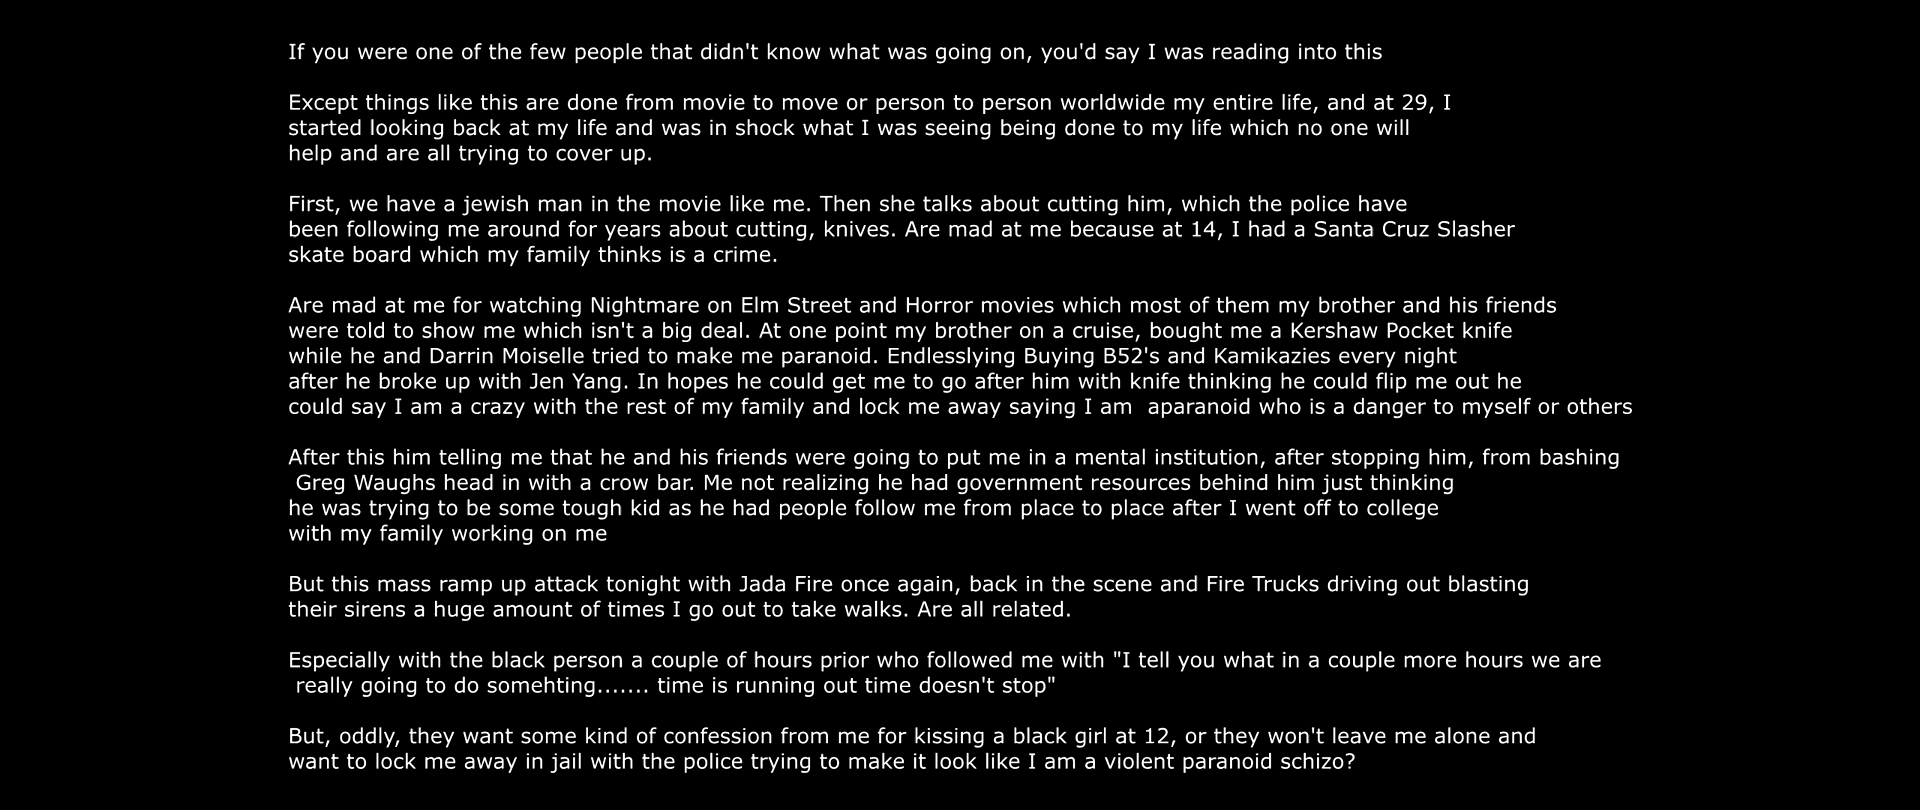 If you were one of the few people that didn't know what was going on, you'd say I was reading into this
Except things like this are done from movie to move or person to person worldwide my entire life, and at 29, I
started looking back at my life and was in shock what I was seeing being done to my life which no one will
help and are all trying to cover up.
First, we have a jewish man in the movie like me. Then she talks about cutting him, which the police have
been following me around for years about cutting, knives. Are mad at me because at 14, I had a Santa Cruz Slasher
skate board which my family thinks is a crime.
Are mad at me for watching Nightmare on Elm Street and Horror movies which most of them my brother and his friends
were told to show me which isn't a big deal. At one point my brother on a cruise, bought me a Kershaw Pocket knife
while he and Darrin Moiselle tried to make me paranoid. Endlesslying Buying B52's and Kamikazies every night
after he broke up with Jen Yang. In hopes he could get me to go after him with knife thinking he could flip me out he
could say I am a crazy with the rest of my family and lock me away saying I am  aparanoid who is a danger to myself or others
After this him telling me that he and his friends were going to put me in a mental institution, after stopping him, from bashing
Greg Waughs head in with a crow bar. Me not realizing he had government resources behind him just thinking
he was trying to be some tough kid as he had people follow me from place to place after I went off to college
with my family working on me
But this mass ramp up attack tonight with Jada Fire once again, back in the scene and Fire Trucks driving out blasting
their sirens a huge amount of times I go out to take walks. Are all related.
Especially with the black person a couple of hours prior who followed me with "I tell you what in a couple more hours we are
really going to do somehting....... time is running out time doesn't stop"
But, oddly, they want some kind of confession from me for kissing a black girl at 12, or they won't leave me alone and
want to lock me away in jail with the police trying to make it look like I am a violent paranoid schizo?